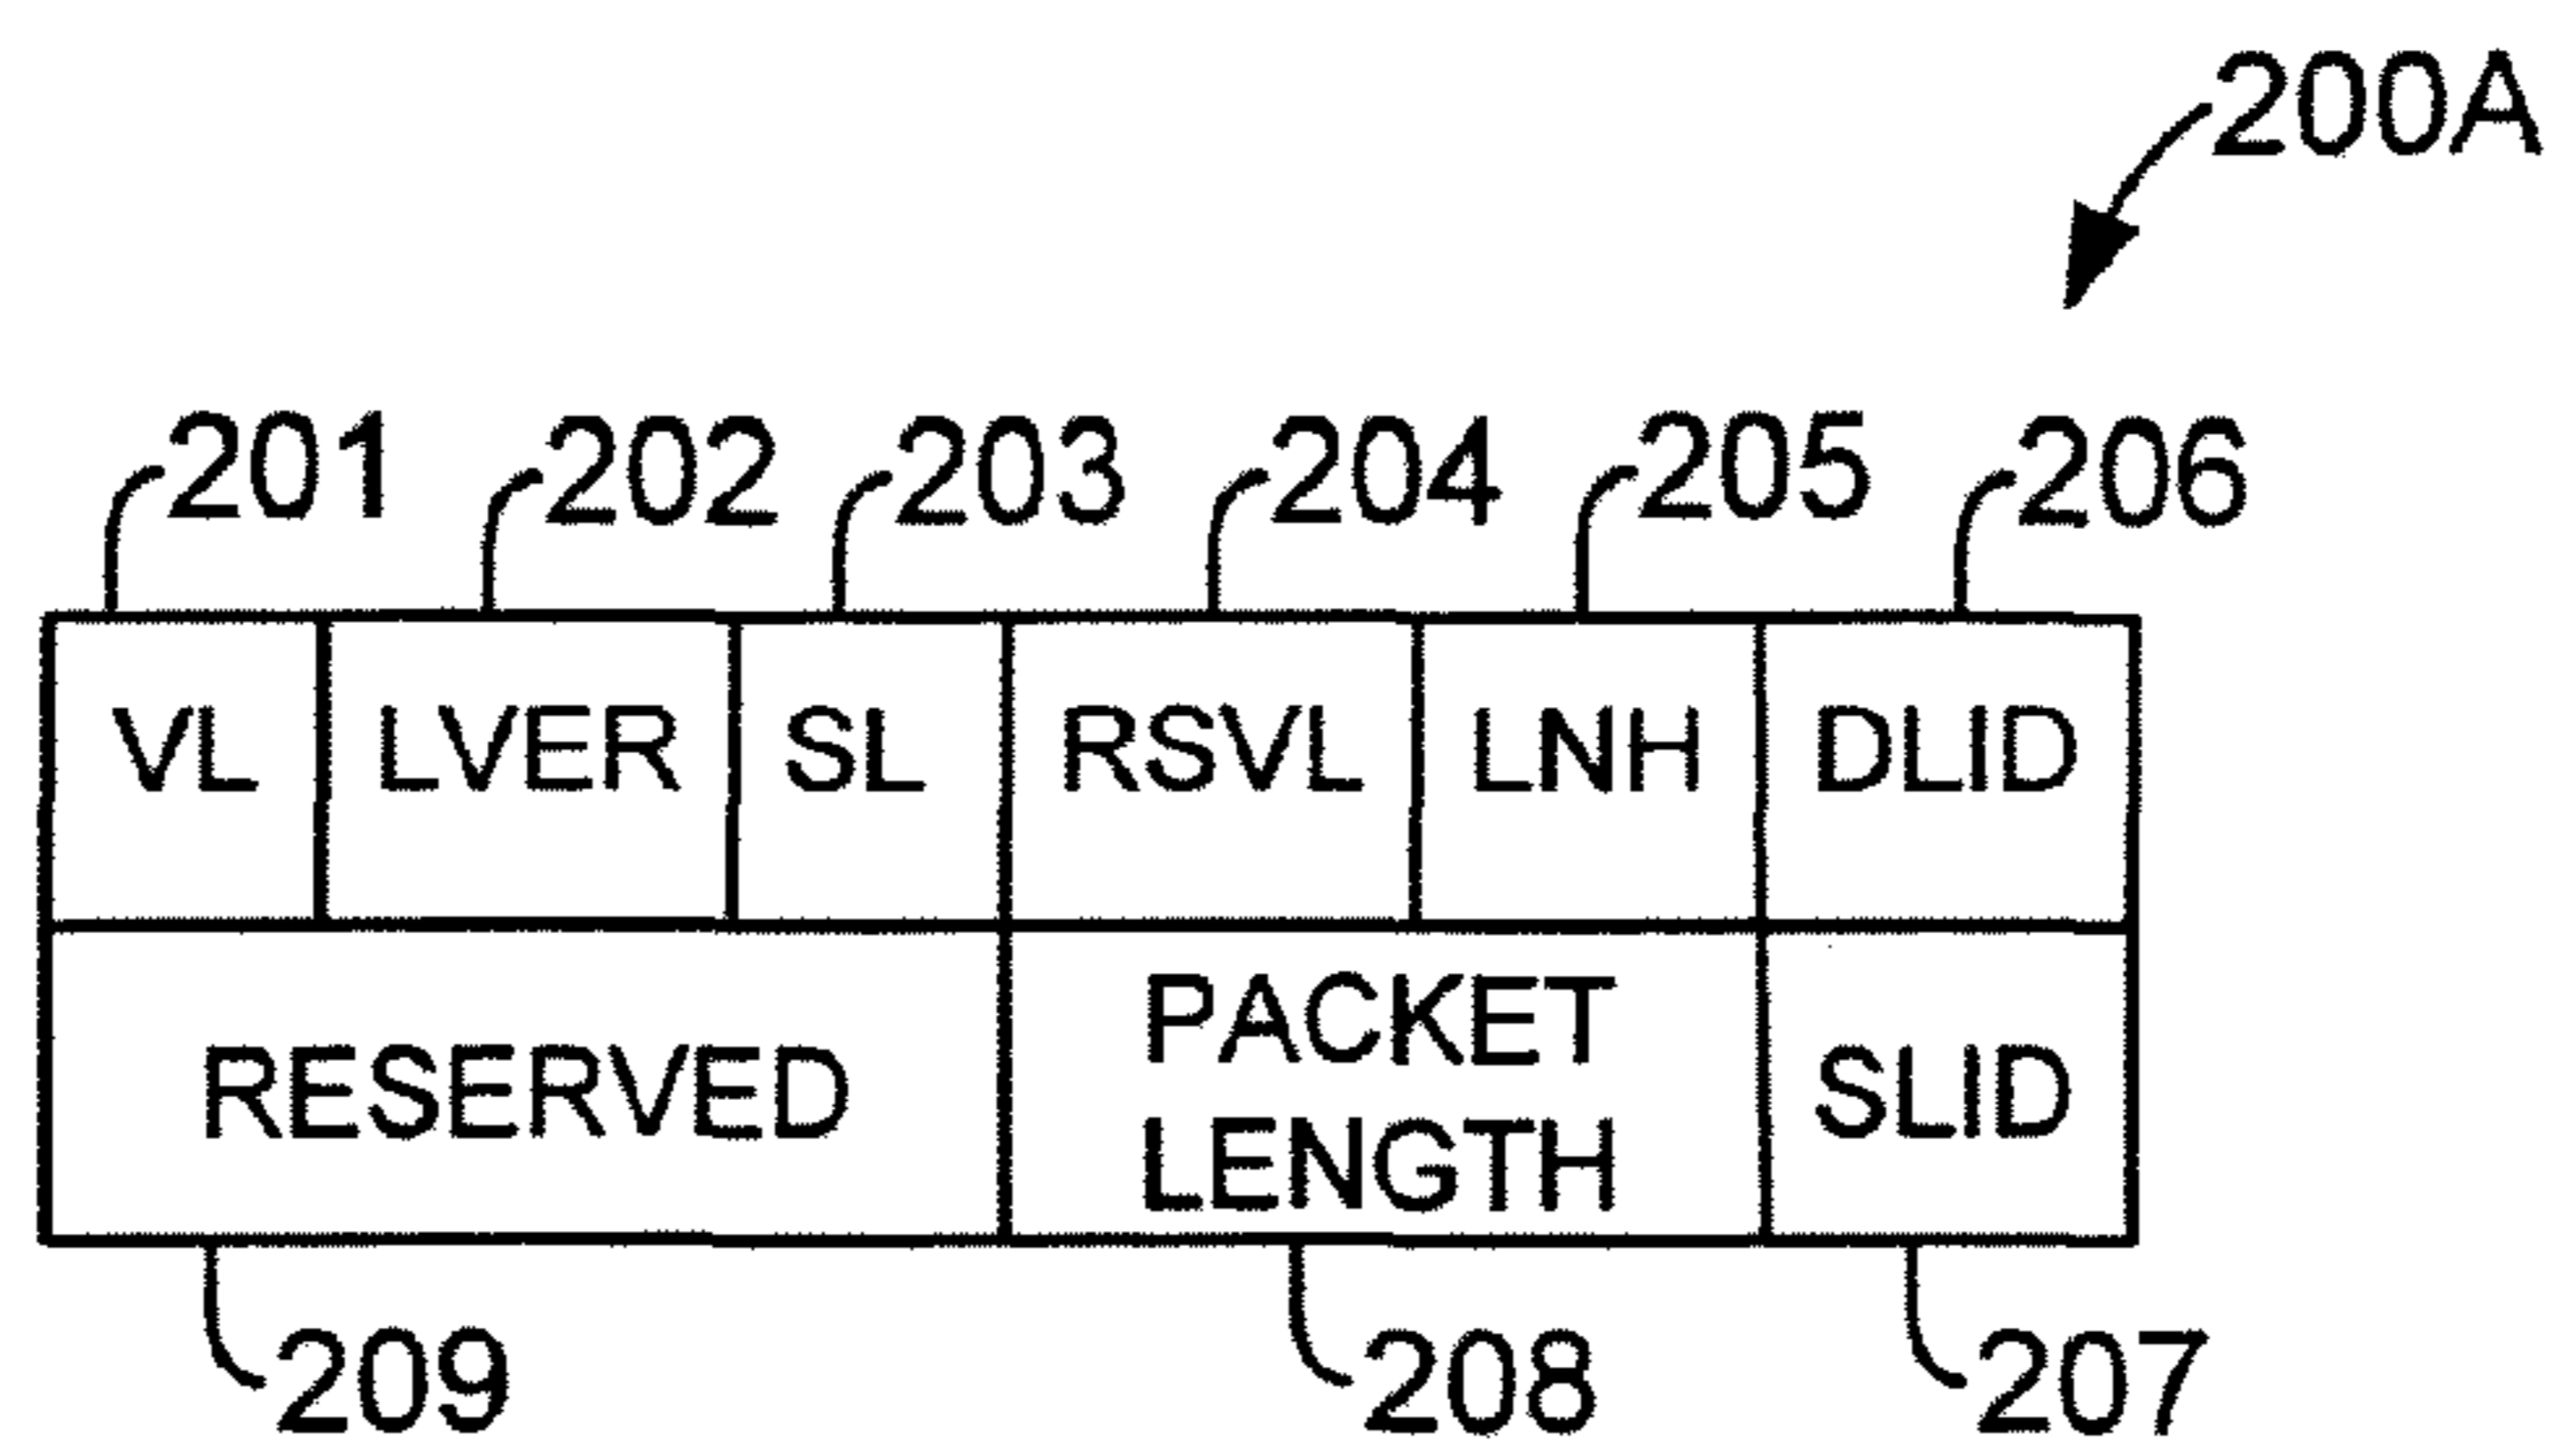 200A
201 202 203 204 205 206
VL LVER SL RSVL LNH DLID
RESERVED PACKET LENGTH SLID
209 208 207